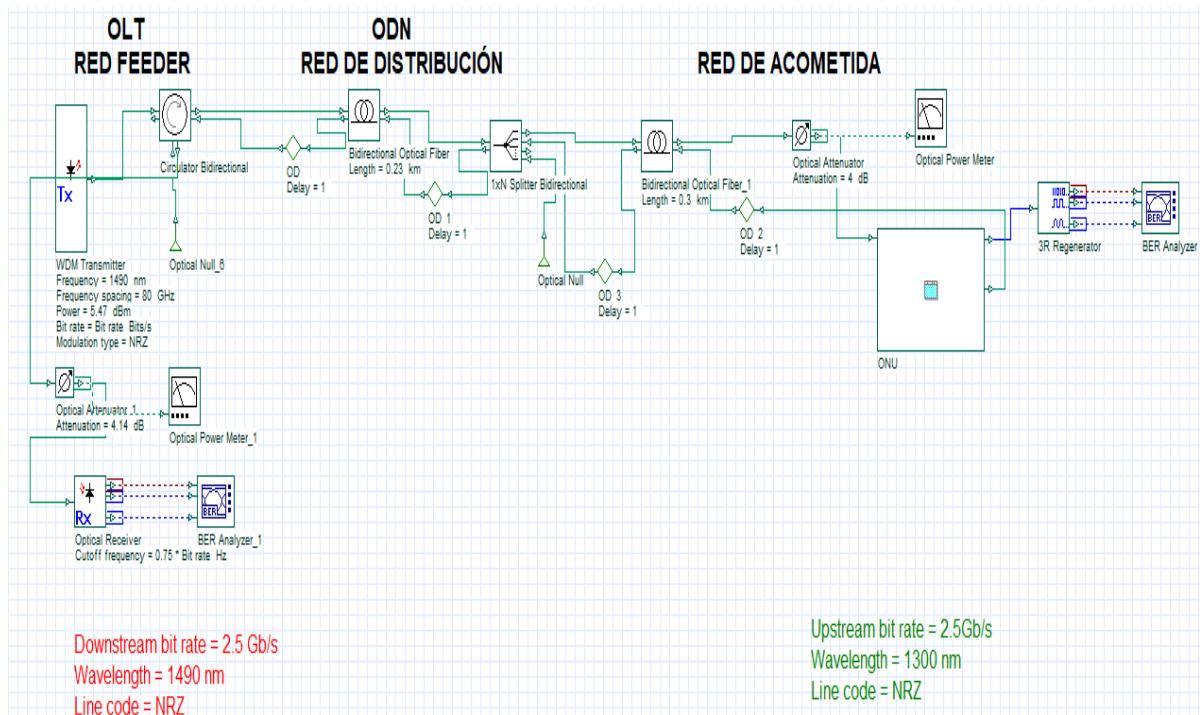 OLT
RED FEEDER
ODN
RED DE DISTRIBUCIÓN
RED DE ACOMETIDA
Tx
Circulator Bidirectional
WDM Transmitter
Frequency = 1490 nm
Frequency spacing = 80 GHz
Power = 5.47 dBm
Bit rate = Bit rate Bits/s
Modulation type = NRZ
Optical Null_6
OD
Delay = 1
Bidirectional Optical Fiber
Length = 0.23 km
OD 1
Delay = 1
1xN Splitter Bidirectional
Optical Null
OD 3
Delay = 1
Bidirectional Optical Fiber_1
Length = 0.3 km
OD 2
Delay = 1
Optical Attenuator
Attenuation = 4 dB
Optical Power Meter
ONU
3R Regenerator
BER
BER Analyzer
Optical Attenuator_1
Attenuation = 4.14 dB
Optical Power Meter_1
Rx
Optical Receiver
Cutoff frequency = 0.75 * Bit rate Hz
BER
BER Analyzer_1
Downstream bit rate = 2.5 Gb/s
Wavelength = 1490 nm
Line code = NRZ
Upstream bit rate = 2.5Gb/s
Wavelength = 1300 nm
Line code = NRZ